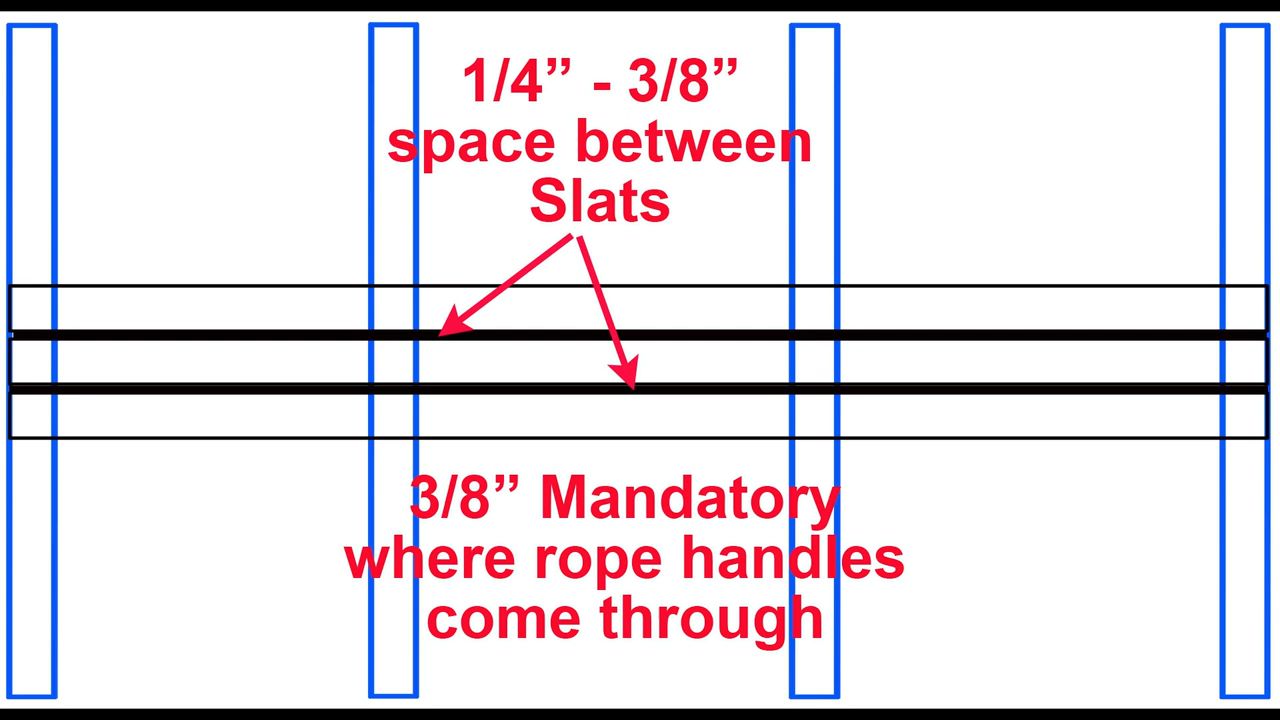 1/4” - 3/8”
space between
Slats
3/8” Mandatory
where rope handles
come through